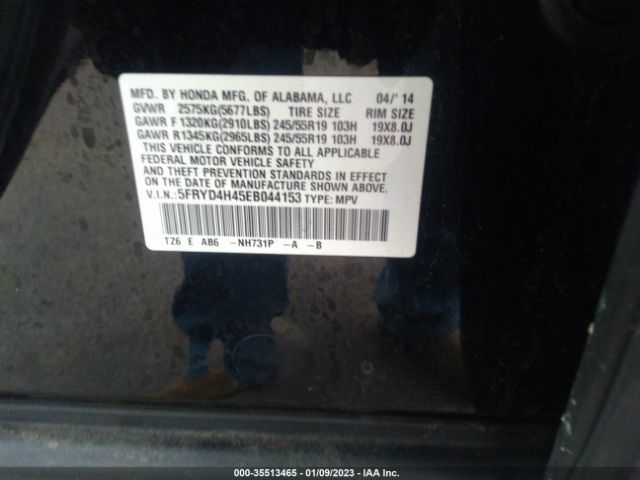 MFD. BY HONDA MFG. OF ALABAMA, LLC 04/'14
GVWR 2575KG(5677LBS) TIRE SIZE RIM SIZE
GAWR F 1320KG(2910LBS) 245/55R19 103H 19X8.0J
GAWR R1345KG(2965LBS) 245/55R19 103H 19X8.0J
THIS VEHICLE CONFORMS TO ALL APPLICABLE
FEDERAL MOTOR VEHICLE SAFETY
AND THEFT PREVENTION STANDARDS IN EFFECT
ON THE DATE OF MANUFACTURE SHOWN ABOVE.
V.I.N.:5FRYD4H45EB044153 TYPE: MPV
TZ6 E AB6 -NH731P -A -B
000-35513465 - 01/09/2023 - IAA Inc.